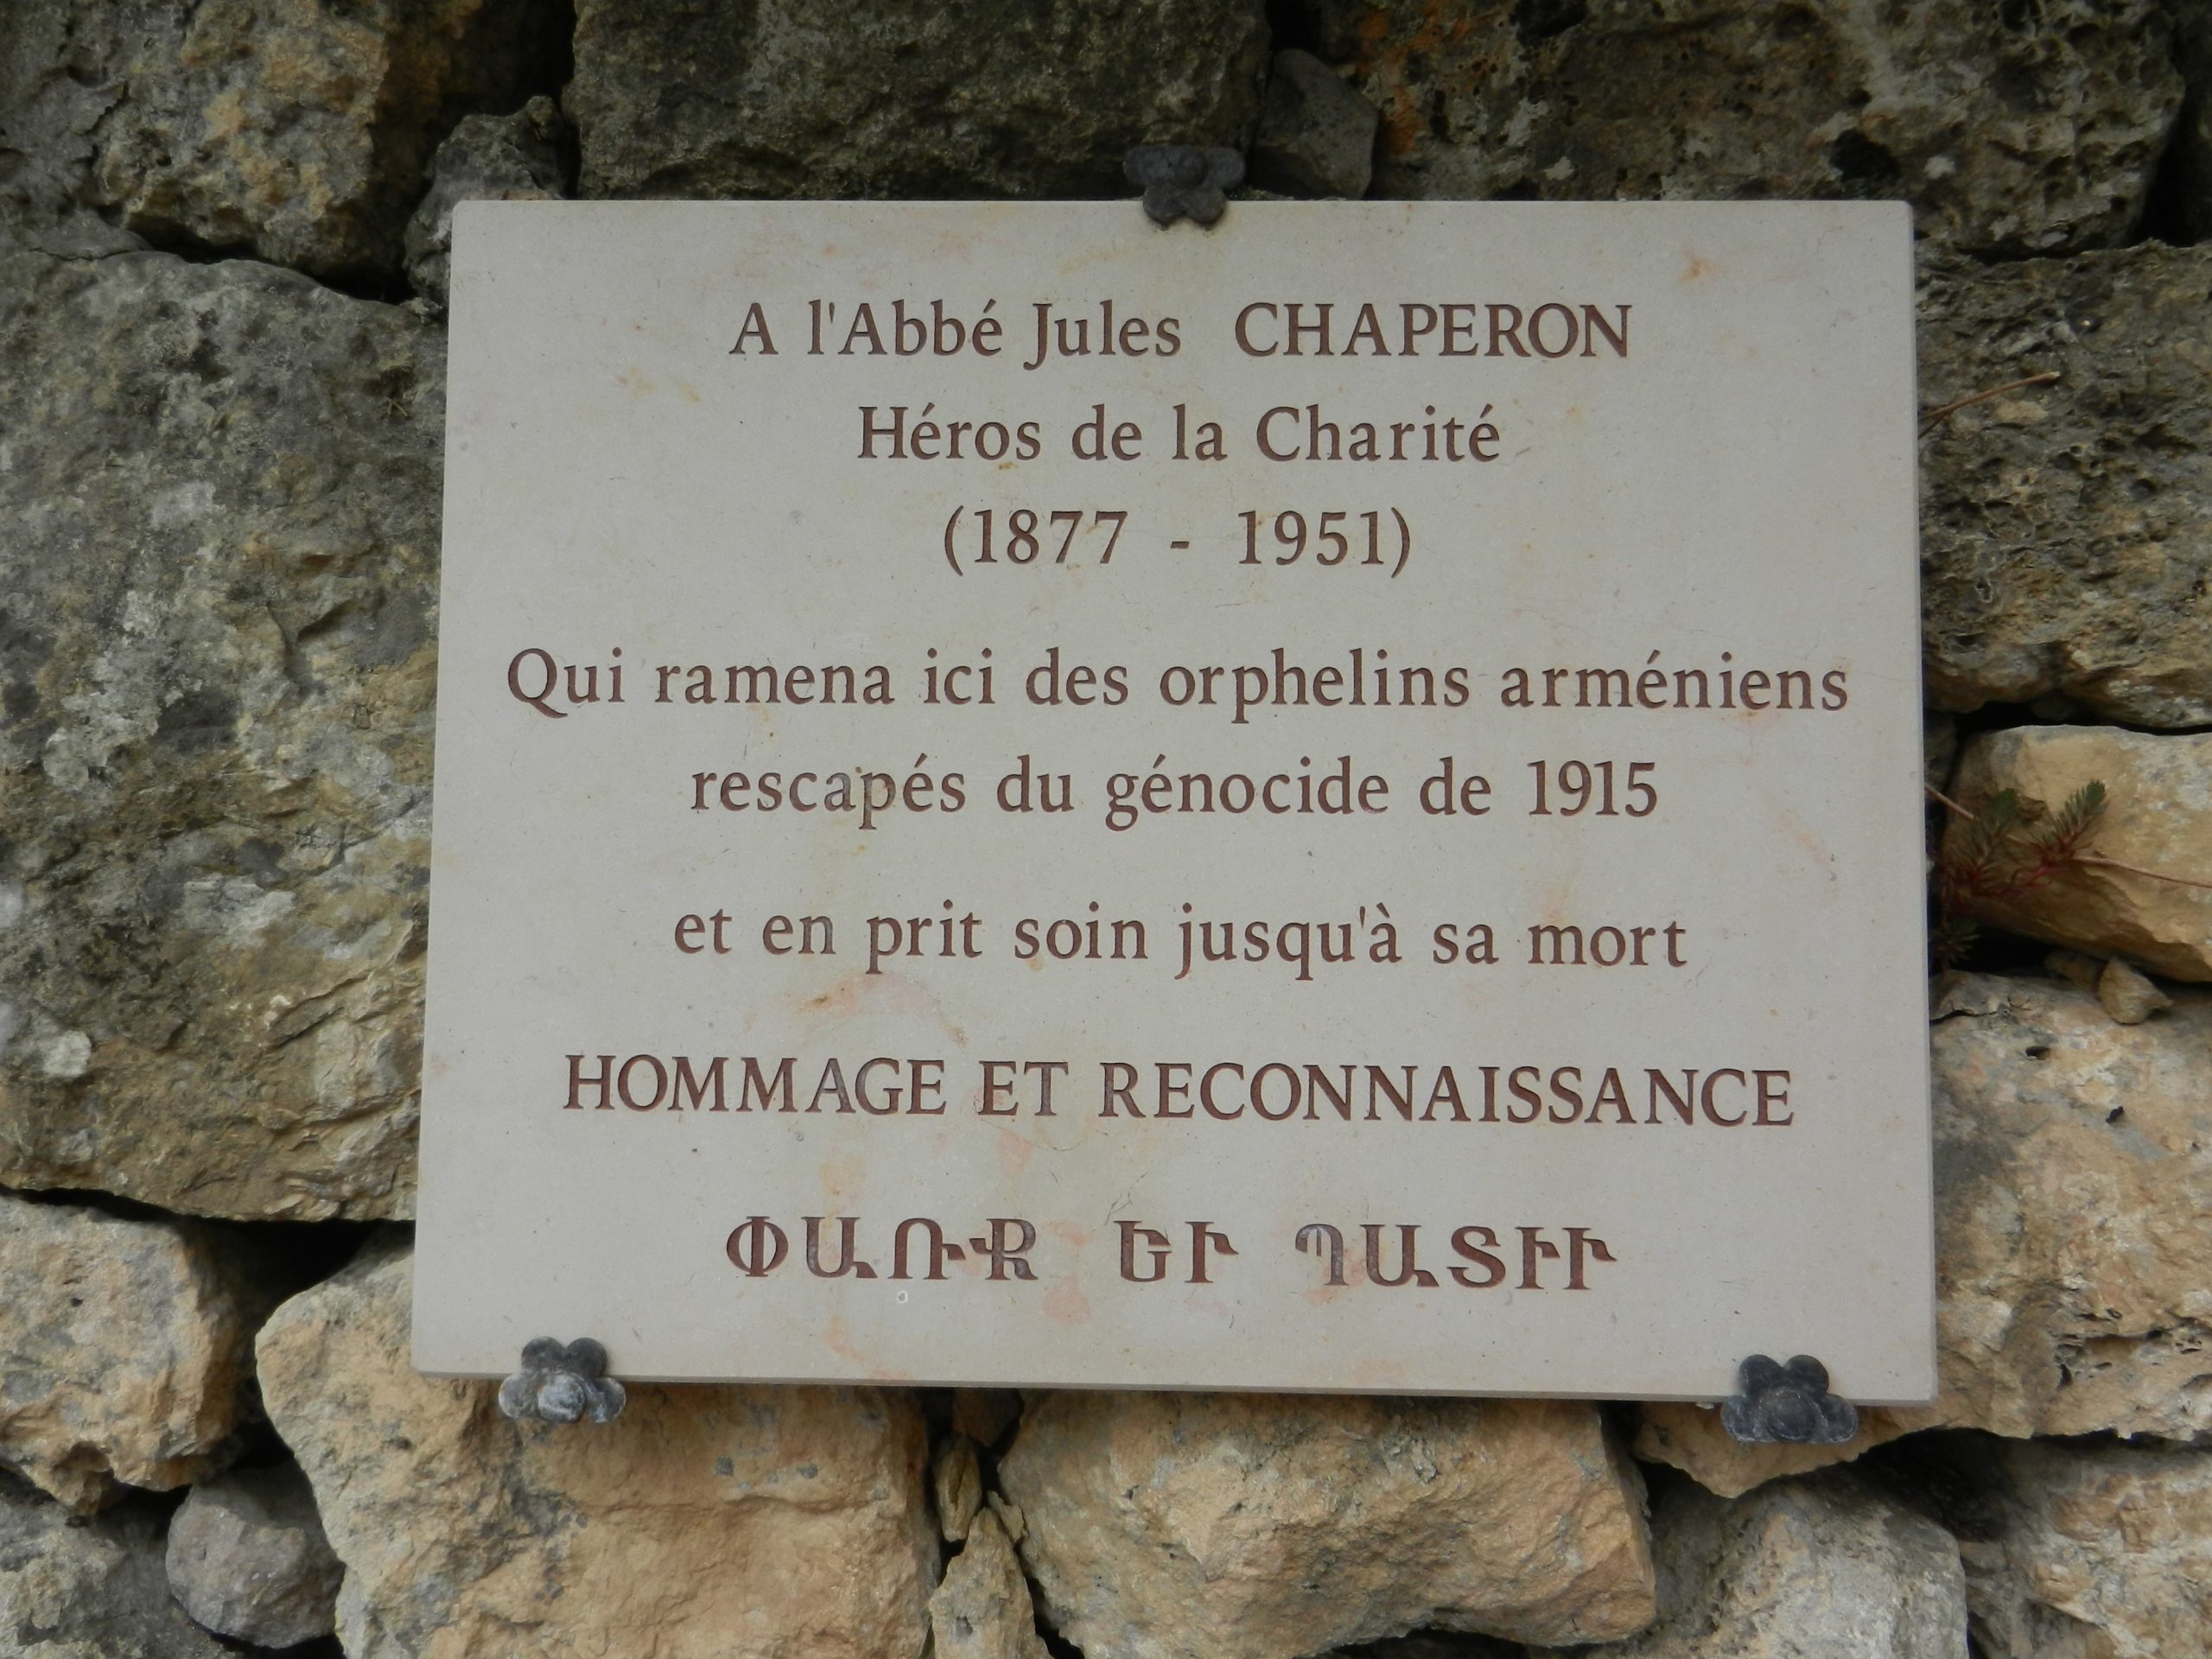 A l'Abbé Jules CHAPERON
Héros de la Charité
(1877 - 1951)
Qui ramena ici des orphelins arméniens
rescapés du génocide de 1915
et en prit soin jusqu'à sa mort
HOMMAGE ET RECONNAISSANCE
ՓԱՌՔ ԵՒ ՊԱՏՒՒ